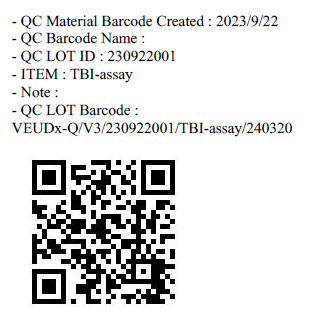 - QC Material Barcode Created : 2023/9/22
- QC Barcode Name :
- QC LOT ID : 230922001
- ITEM : TBI-assay
- Note :
- QC LOT Barcode :
VEUDx-Q/V3/230922001/TBI-assay/240320